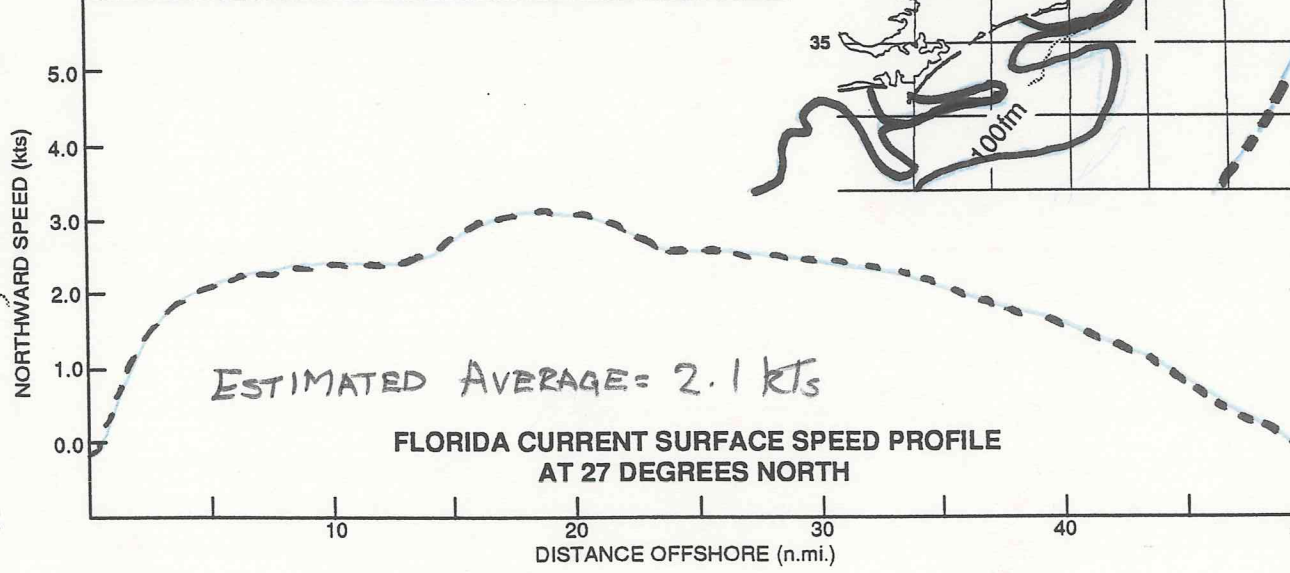 35
100fm
NORTHWARD SPEED (kts)
5.0
4.0
3.0
2.0
1.0
0.0
ESTIMATED AVERAGE= 2.1 kTs
FLORIDA CURRENT SURFACE SPEED PROFILE
AT 27 DEGREES NORTH
10
20
30
40
DISTANCE OFFSHORE (n.mi.)